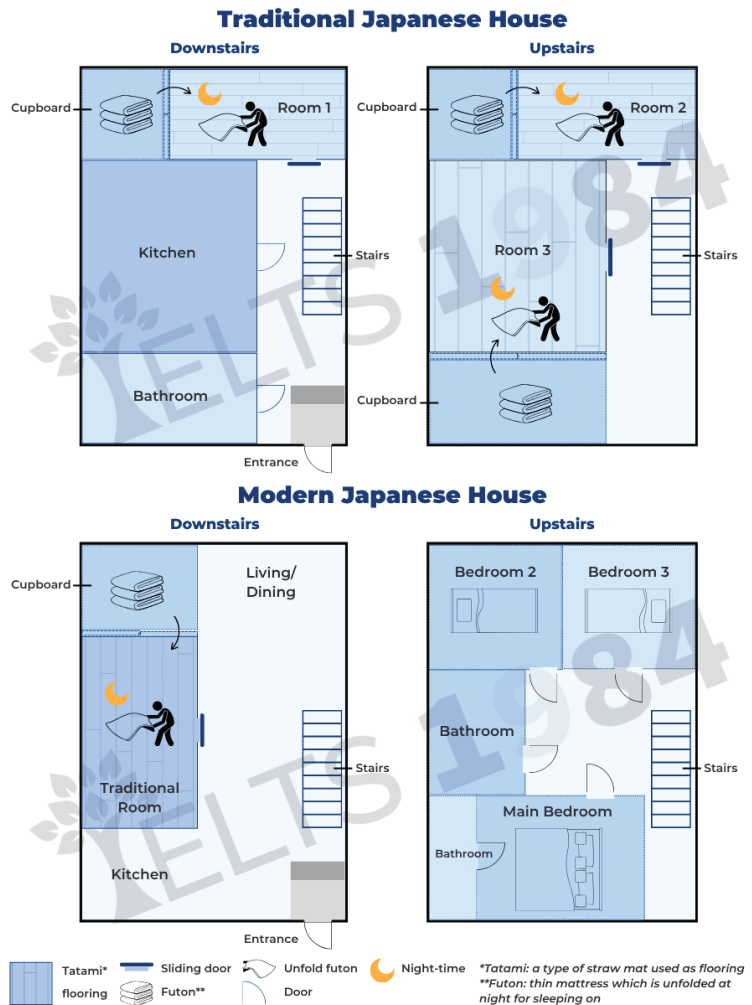 Traditional Japanese House
Downstairs
Upstairs
Cupboard
Room 1
Cupboard
Room 2
Kitchen
Stairs
Room 3
Stairs
Bathroom
Cupboard
Entrance
IELTS 1984
Modern Japanese House
Downstairs
Upstairs
Cupboard
Living/
Dining
Bedroom 2
Bedroom 3
Bathroom
Stairs
Stairs
Traditional
Room
Main Bedroom
Kitchen
Bathroom
Entrance
IELTS 1984
Tatami*
flooring
Sliding door
Futon**
Unfold futon
Door
Night-time
*Tatami: a type of straw mat used as flooring
**Futon: thin mattress which is unfolded at
night for sleeping on